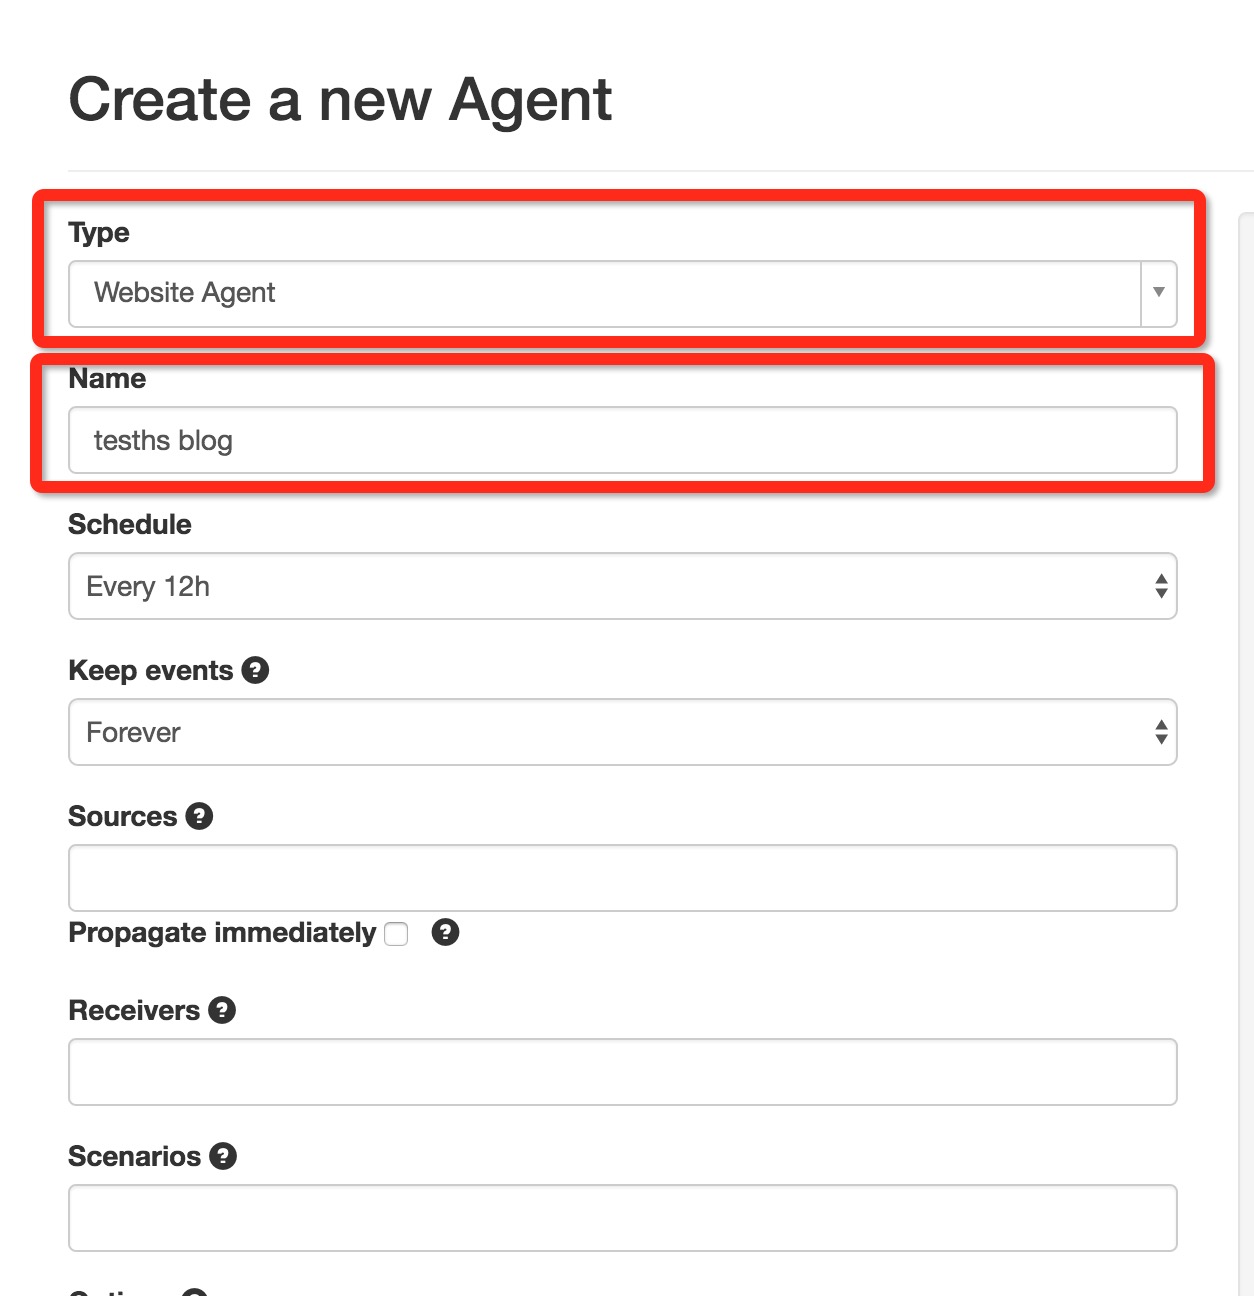 Create a new Agent
Type
Website Agent
Name
tesths blog
Schedule
Every 12h
Keep events ?
Forever
Sources ?
Propagate immediately ?
Receivers ?
Scenarios ?